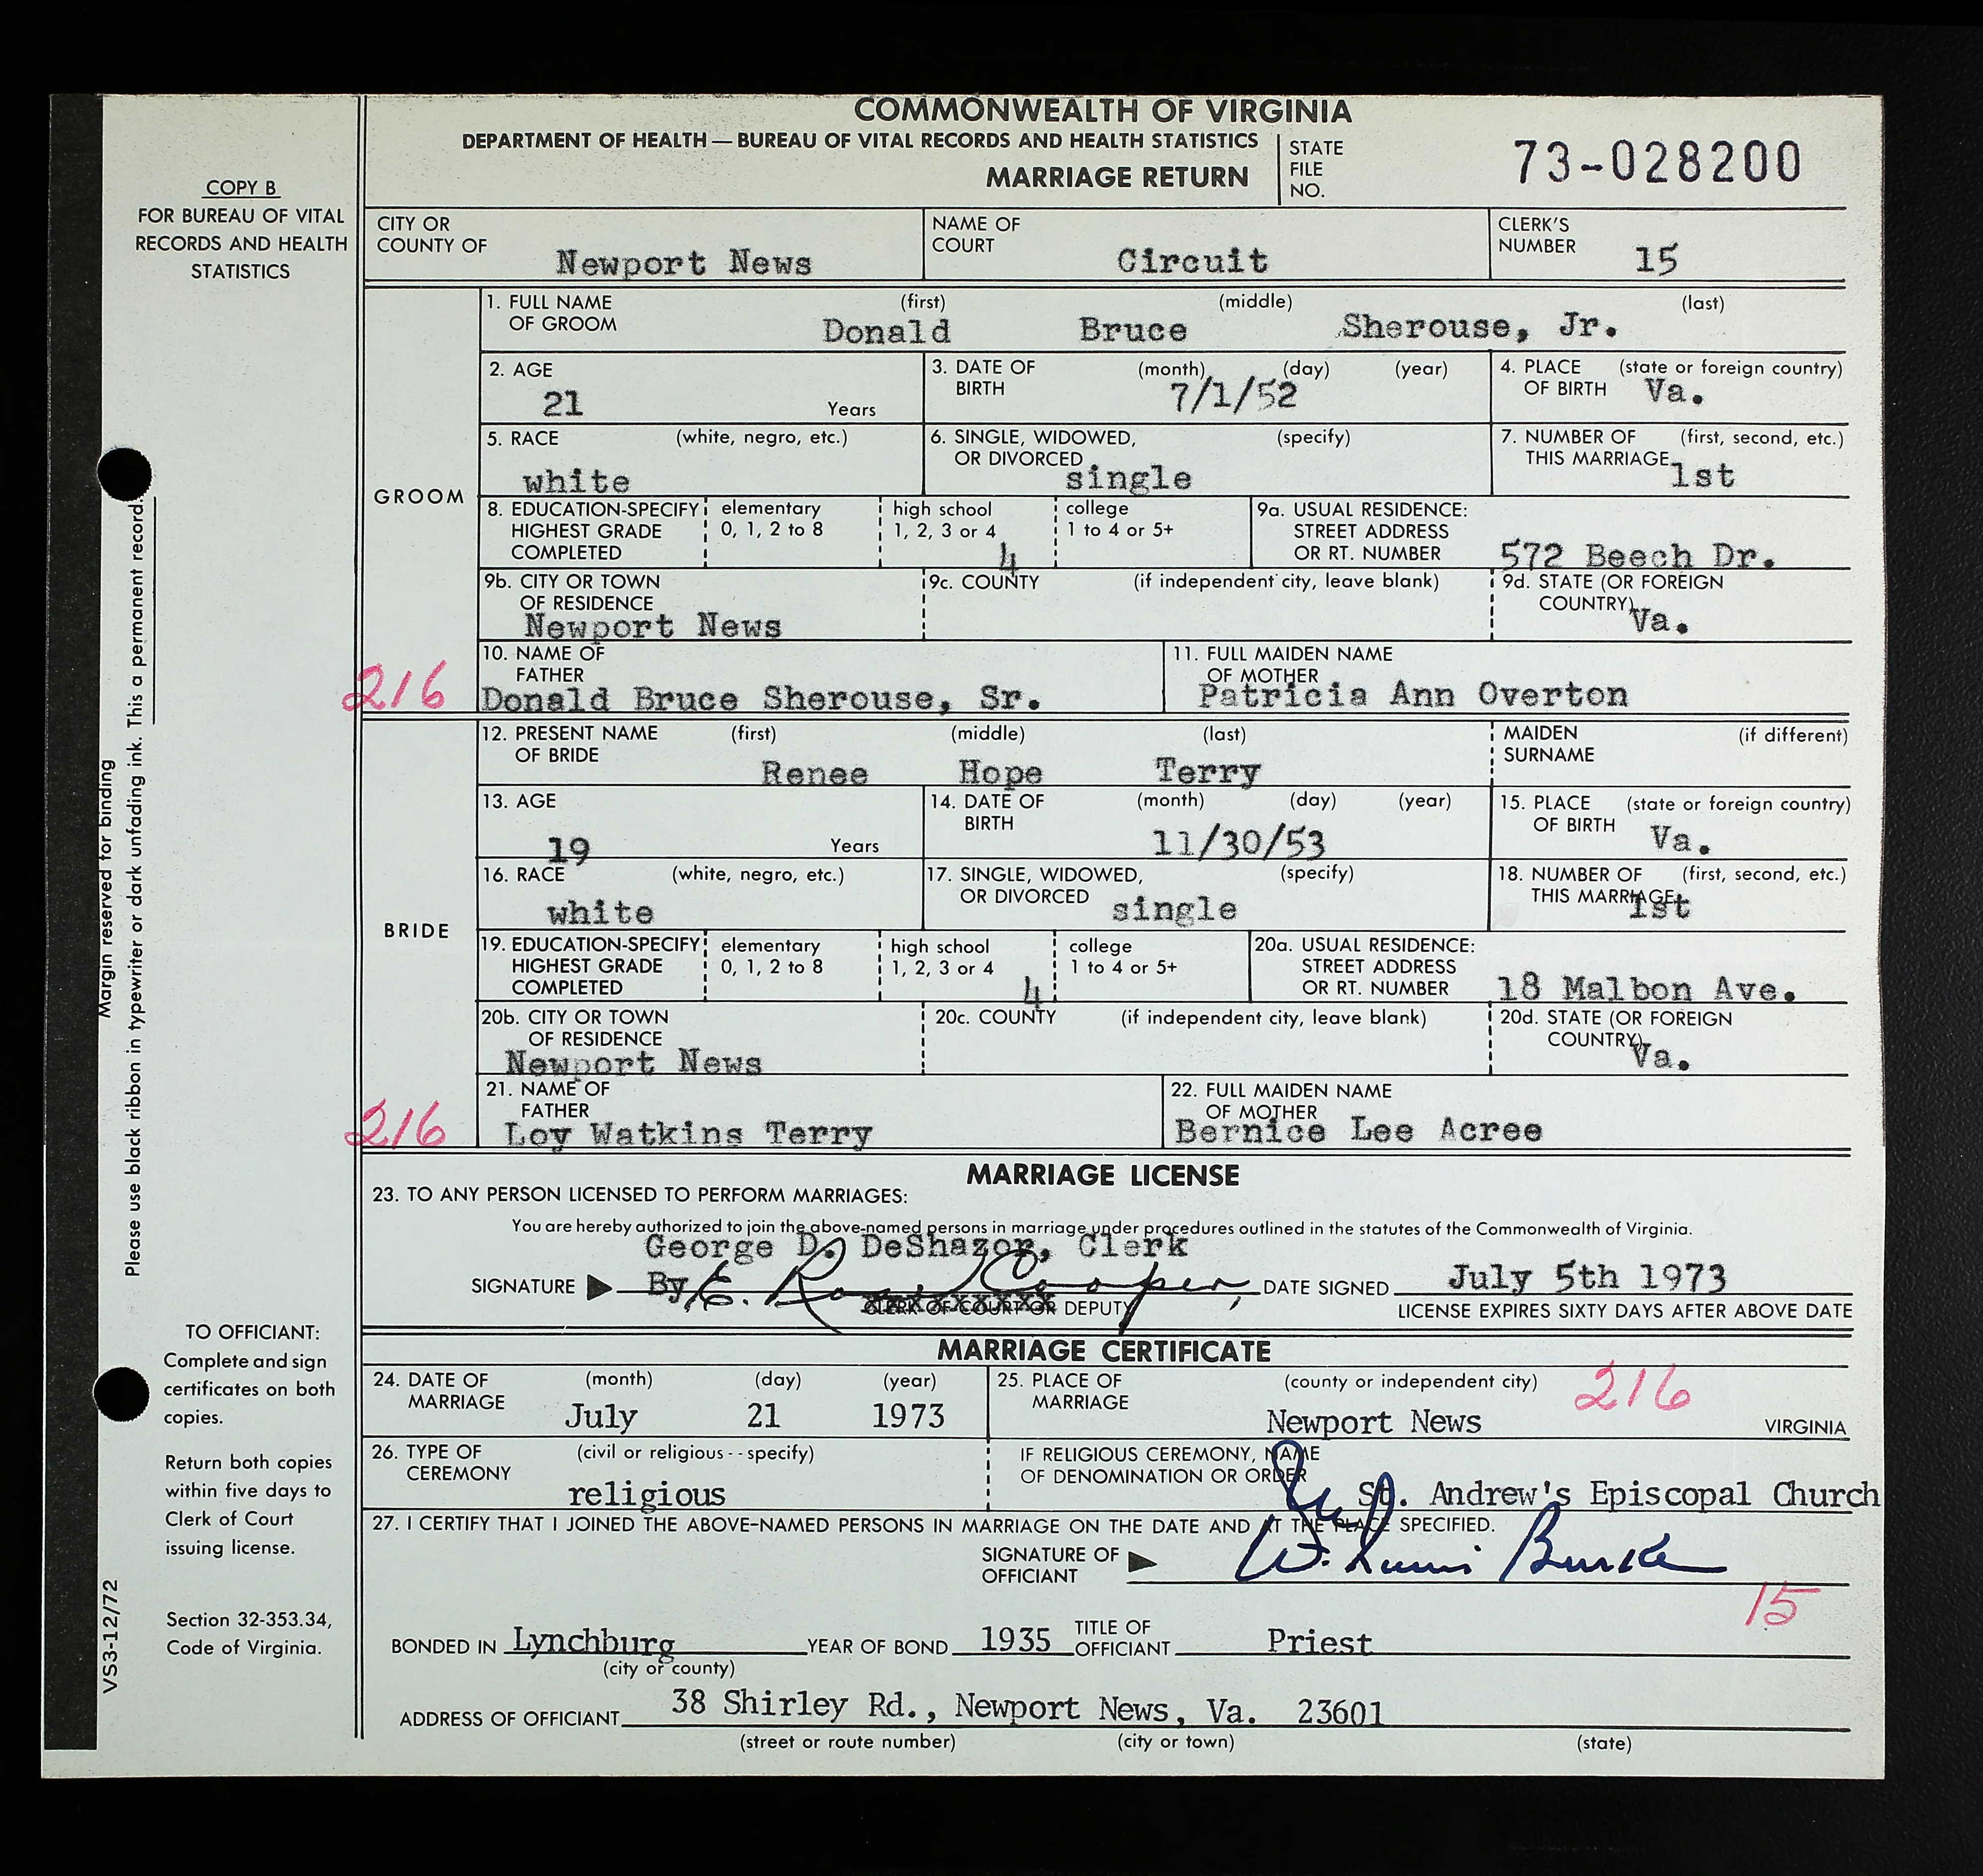 COMMONWEALTH OF VIRGINIA
DEPARTMENT OF HEALTH — BUREAU OF VITAL RECORDS AND HEALTH STATISTICS
MARRIAGE RETURN
STATE FILE NO. 73-028200
COPY B
FOR BUREAU OF VITAL
RECORDS AND HEALTH
STATISTICS
CITY OR COUNTY OF Newport News
NAME OF COURT Circuit
CLERK'S NUMBER 15
GROOM
1. FULL NAME OF GROOM (first) (middle) (last)
Donald Bruce Sherouse, Jr.
2. AGE 21 Years
3. DATE OF BIRTH (month) (day) (year) 7/1/52
4. PLACE OF BIRTH (state or foreign country) Va.
5. RACE (white, negro, etc.) white
6. SINGLE, WIDOWED, OR DIVORCED (specify) single
7. NUMBER OF THIS MARRIAGE (first, second, etc.) 1st
8. EDUCATION-SPECIFY HIGHEST GRADE COMPLETED
elementary 0, 1, 2 to 8
high school 1, 2, 3 or 4 4
college 1 to 4 or 5+
9a. USUAL RESIDENCE: STREET ADDRESS OR RT. NUMBER 572 Beech Dr.
9b. CITY OR TOWN OF RESIDENCE Newport News
9c. COUNTY (if independent city, leave blank)
9d. STATE (OR FOREIGN COUNTRY) Va.
216
10. NAME OF FATHER Donald Bruce Sherouse, Sr.
11. FULL MAIDEN NAME OF MOTHER Patricia Ann Overton
BRIDE
12. PRESENT NAME OF BRIDE (first) (middle) (last)
Renee Hope Terry
MAIDEN SURNAME (if different)
13. AGE 19 Years
14. DATE OF BIRTH (month) (day) (year) 11/30/53
15. PLACE OF BIRTH (state or foreign country) Va.
16. RACE (white, negro, etc.) white
17. SINGLE, WIDOWED, OR DIVORCED (specify) single
18. NUMBER OF THIS MARRIAGE (first, second, etc.) 1st
19. EDUCATION-SPECIFY HIGHEST GRADE COMPLETED
elementary 0, 1, 2 to 8
high school 1, 2, 3 or 4 4
college 1 to 4 or 5+
20a. USUAL RESIDENCE: STREET ADDRESS OR RT. NUMBER 18 Malbon Ave.
20b. CITY OR TOWN OF RESIDENCE Newport News
20c. COUNTY (if independent city, leave blank)
20d. STATE (OR FOREIGN COUNTRY) Va.
216
21. NAME OF FATHER Loy Watkins Terry
22. FULL MAIDEN NAME OF MOTHER Bernice Lee Acree
MARRIAGE LICENSE
23. TO ANY PERSON LICENSED TO PERFORM MARRIAGES:
You are hereby authorized to join the above-named persons in marriage under procedures outlined in the statutes of the Commonwealth of Virginia.
George D. DeShazor, Clerk
SIGNATURE By E. Cooper, DATE SIGNED July 5th 1973
CLERK OF COURT OR DEPUTY
LICENSE EXPIRES SIXTY DAYS AFTER ABOVE DATE
MARRIAGE CERTIFICATE
24. DATE OF MARRIAGE (month) (day) (year) July 21 1973
25. PLACE OF MARRIAGE (county or independent city) Newport News VIRGINIA
216
26. TYPE OF CEREMONY (civil or religious - - specify) religious
IF RELIGIOUS CEREMONY, NAME OF DENOMINATION OR ORDER St. Andrew's Episcopal Church
27. I CERTIFY THAT I JOINED THE ABOVE-NAMED PERSONS IN MARRIAGE ON THE DATE AND AT THE PLACE SPECIFIED.
SIGNATURE OF OFFICIANT W. Burke
15
BONDED IN Lynchburg YEAR OF BOND 1935 TITLE OF OFFICIANT Priest
(city or county)
ADDRESS OF OFFICIANT 38 Shirley Rd., Newport News, Va. 23601
(street or route number) (city or town) (state)
Margin reserved for binding
Please use black ribbon in typewriter or dark unfading ink. This a permanent record.
TO OFFICIANT:
Complete and sign
certificates on both
copies.
Return both copies
within five days to
Clerk of Court
issuing license.
Section 32-353.34,
Code of Virginia.
VS3-12/72